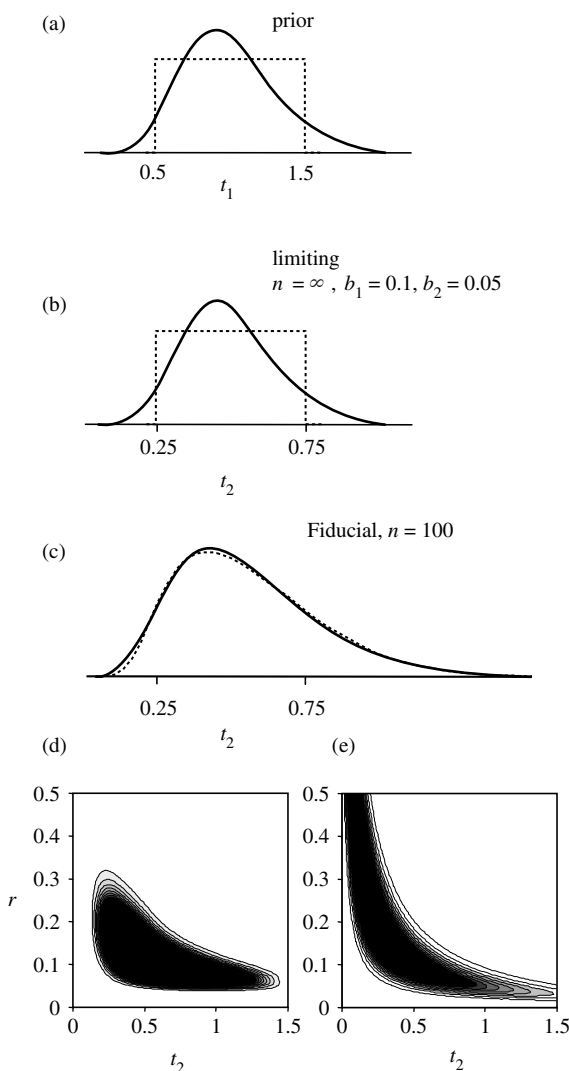 (a)
prior
0.5 1.5
t1
limiting
n = ∞ , b1 = 0.1, b2 = 0.05
(b)
0.25 0.75
t2
Fiducial, n = 100
(c)
0.25 0.75
t2
(d) (e)
0.5 0.5
0.4 0.4
0.3 0.3
r
0.2 0.2
0.1 0.1
0 0
0 0.5 1 1.5 0 0.5 1 1.5
t2 t2